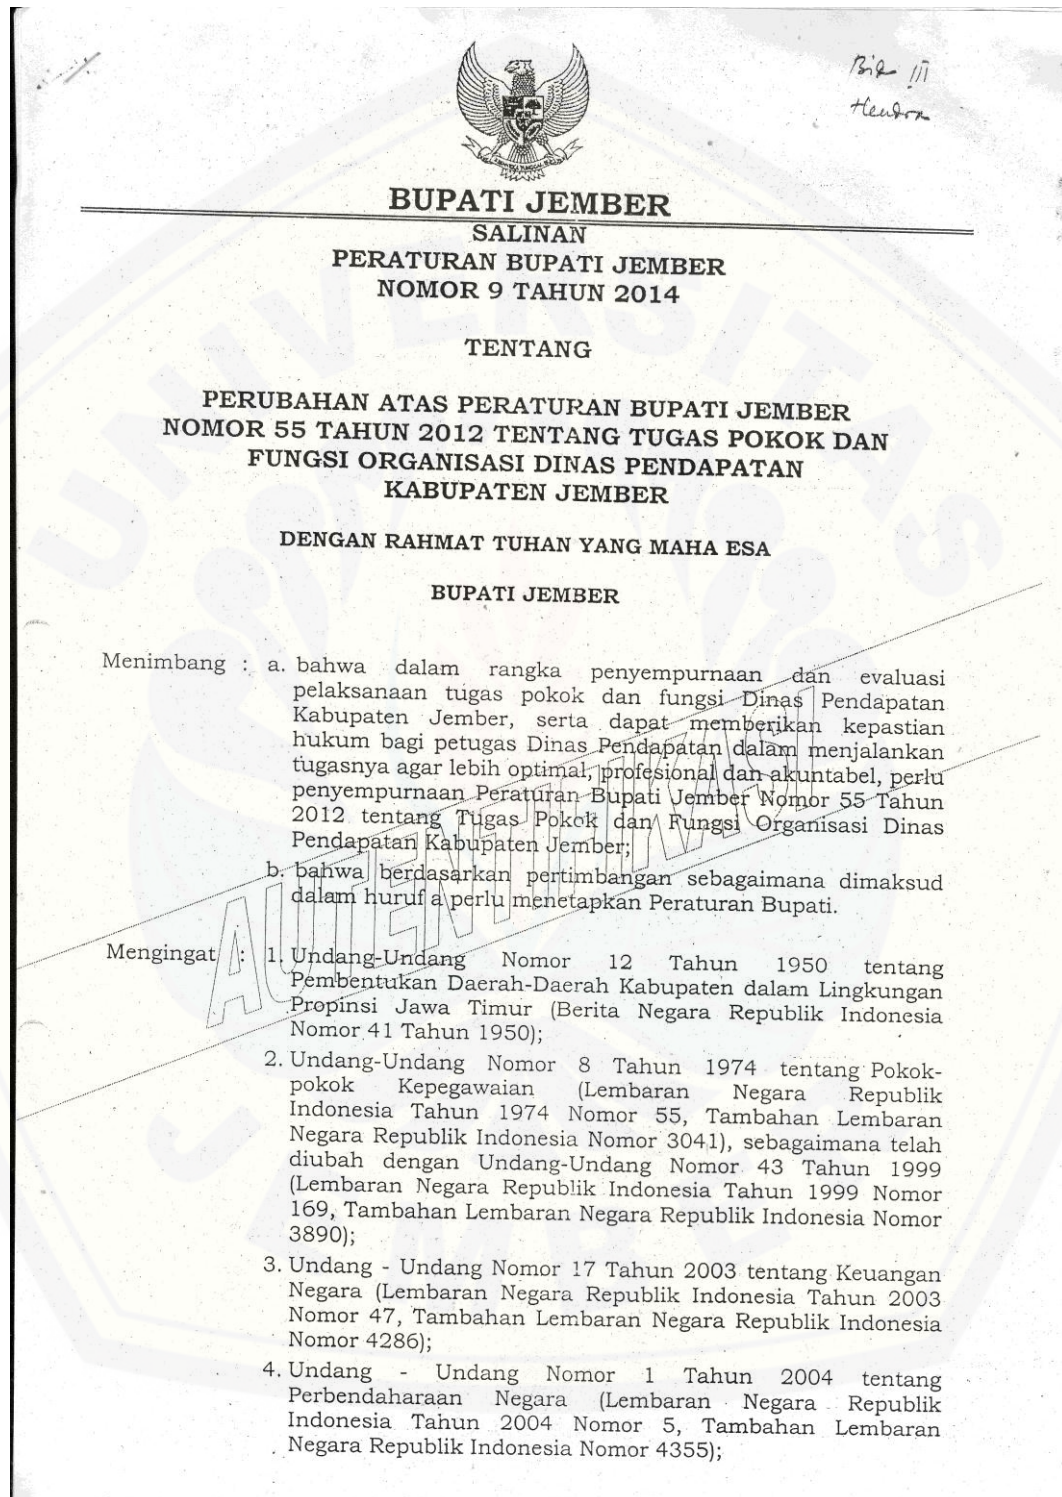 Bid III
Hendra
BUPATI JEMBER
SALINAN
PERATURAN BUPATI JEMBER
NOMOR 9 TAHUN 2014
TENTANG
PERUBAHAN ATAS PERATURAN BUPATI JEMBER
NOMOR 55 TAHUN 2012 TENTANG TUGAS POKOK DAN
FUNGSI ORGANISASI DINAS PENDAPATAN
KABUPATEN JEMBER
DENGAN RAHMAT TUHAN YANG MAHA ESA
BUPATI JEMBER
Menimbang : a. bahwa dalam rangka penyempurnaan dan evaluasi
pelaksanaan tugas pokok dan fungsi Dinas Pendapatan
Kabupaten Jember, serta dapat memberikan kepastian
hukum bagi petugas Dinas Pendapatan dalam menjalankan
tugasnya agar lebih optimal, profesional dan akuntabel, perlu
penyempurnaan Peraturan Bupati Jember Nomor 55 Tahun
2012 tentang Tugas Pokok dan Fungsi Organisasi Dinas
Pendapatan Kabupaten Jember;
b. bahwa berdasarkan pertimbangan sebagaimana dimaksud
dalam huruf a perlu menetapkan Peraturan Bupati.
Mengingat : 1. Undang-Undang Nomor 12 Tahun 1950 tentang
Pembentukan Daerah-Daerah Kabupaten dalam Lingkungan
Propinsi Jawa Timur (Berita Negara Republik Indonesia
Nomor 41 Tahun 1950);
2. Undang-Undang Nomor 8 Tahun 1974 tentang Pokok-
pokok Kepegawaian (Lembaran Negara Republik
Indonesia Tahun 1974 Nomor 55, Tambahan Lembaran
Negara Republik Indonesia Nomor 3041), sebagaimana telah
diubah dengan Undang-Undang Nomor 43 Tahun 1999
(Lembaran Negara Republik Indonesia Tahun 1999 Nomor
169, Tambahan Lembaran Negara Republik Indonesia Nomor
3890);
3. Undang - Undang Nomor 17 Tahun 2003 tentang Keuangan
Negara (Lembaran Negara Republik Indonesia Tahun 2003
Nomor 47, Tambahan Lembaran Negara Republik Indonesia
Nomor 4286);
4. Undang - Undang Nomor 1 Tahun 2004 tentang
Perbendaharaan Negara (Lembaran Negara Republik
Indonesia Tahun 2004 Nomor 5, Tambahan Lembaran
Negara Republik Indonesia Nomor 4355);
AUTENTIHKASI
UNIVERSITAS
JEMBER